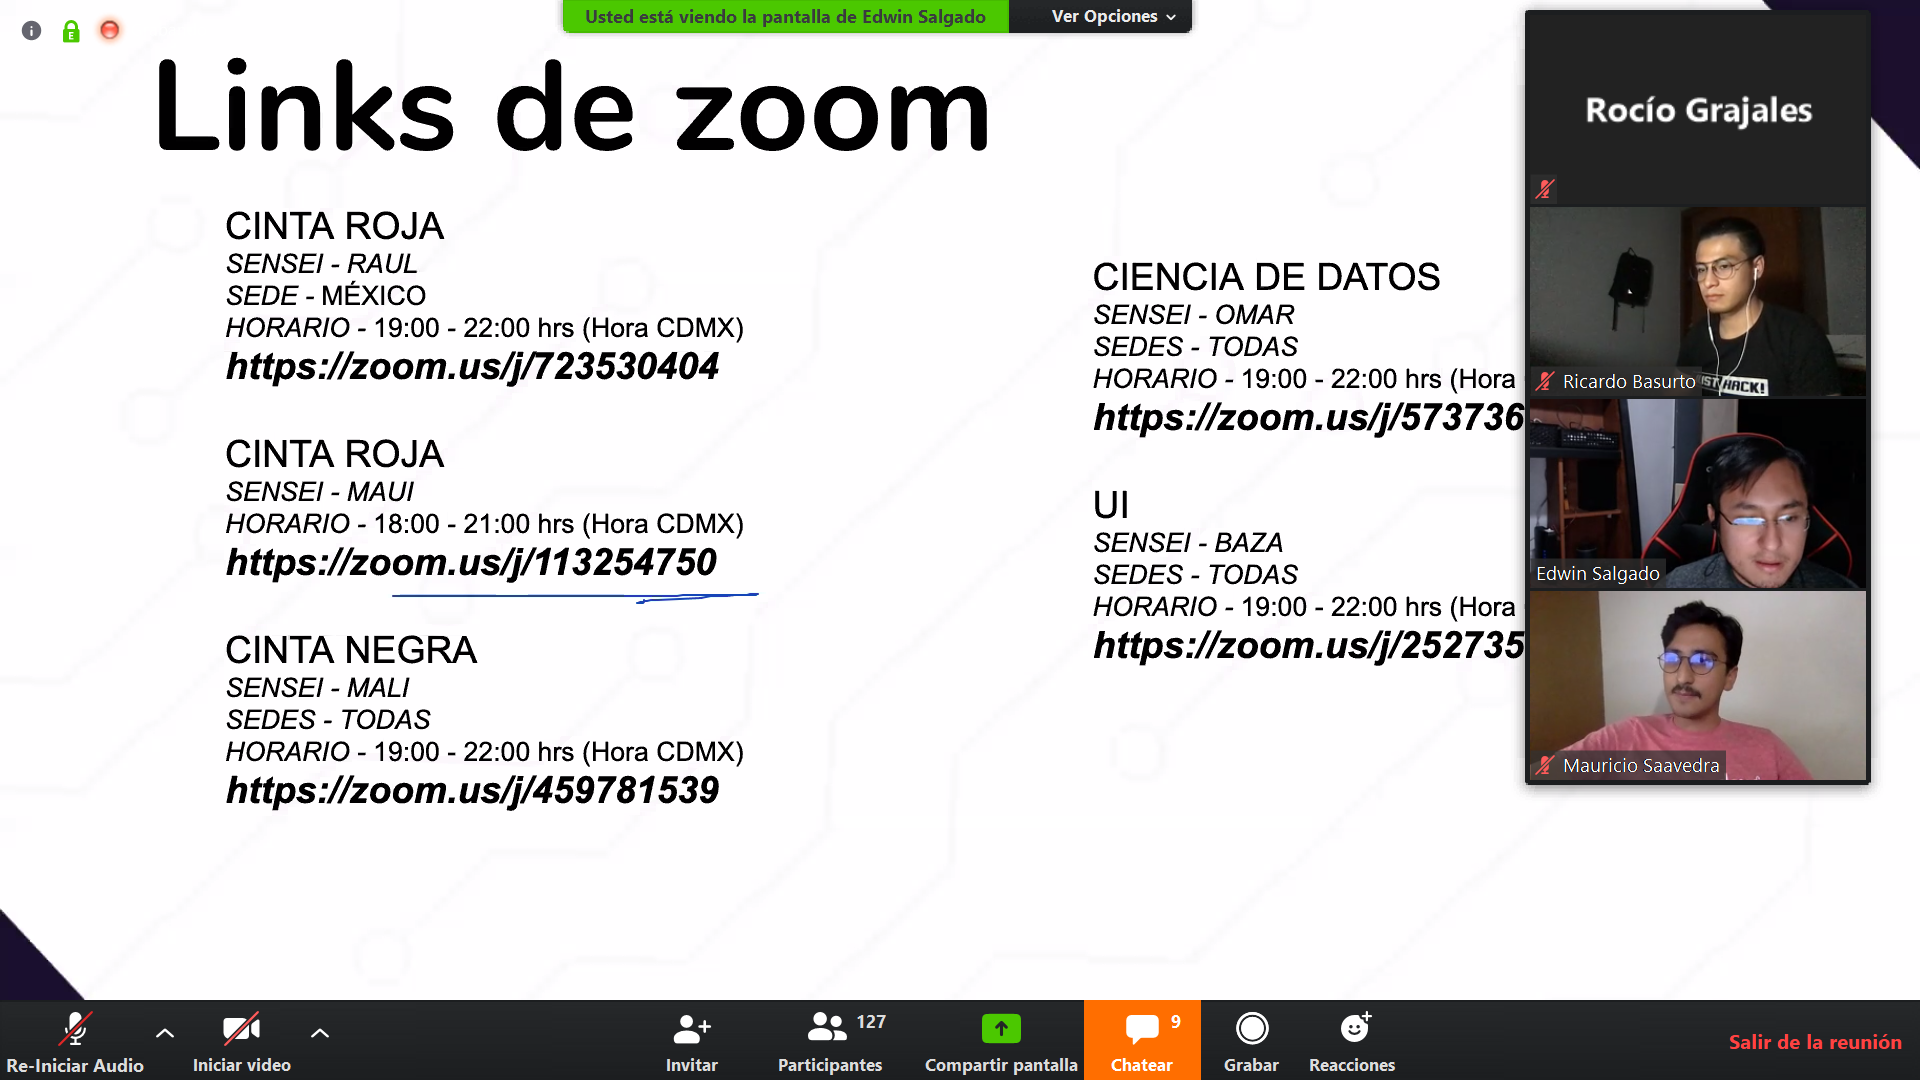 Usted está viendo la pantalla de Edwin Salgado
Ver Opciones
Links de zoom
CINTA ROJA
SENSEI - RAUL
SEDE - MÉXICO
HORARIO - 19:00 - 22:00 hrs (Hora CDMX)
https://zoom.us/j/723530404
CINTA ROJA
SENSEI - MAUI
HORARIO - 18:00 - 21:00 hrs (Hora CDMX)
https://zoom.us/j/113254750
CINTA NEGRA
SENSEI - MALI
SEDES - TODAS
HORARIO - 19:00 - 22:00 hrs (Hora CDMX)
https://zoom.us/j/459781539
CIENCIA DE DATOS
SENSEI - OMAR
SEDES - TODAS
HORARIO - 19:00 - 22:00 hrs (Hora
https://zoom.us/j/573736
UI
SENSEI - BAZA
SEDES - TODAS
HORARIO - 19:00 - 22:00 hrs (Hora
https://zoom.us/j/252735
Rocío Grajales
HACK!
Ricardo Basurto
Edwin Salgado
Mauricio Saavedra
Re-Iniciar Audio
Iniciar video
Invitar
127
Participantes
Compartir pantalla
9
Chatear
Grabar
Reacciones
Salir de la reunión